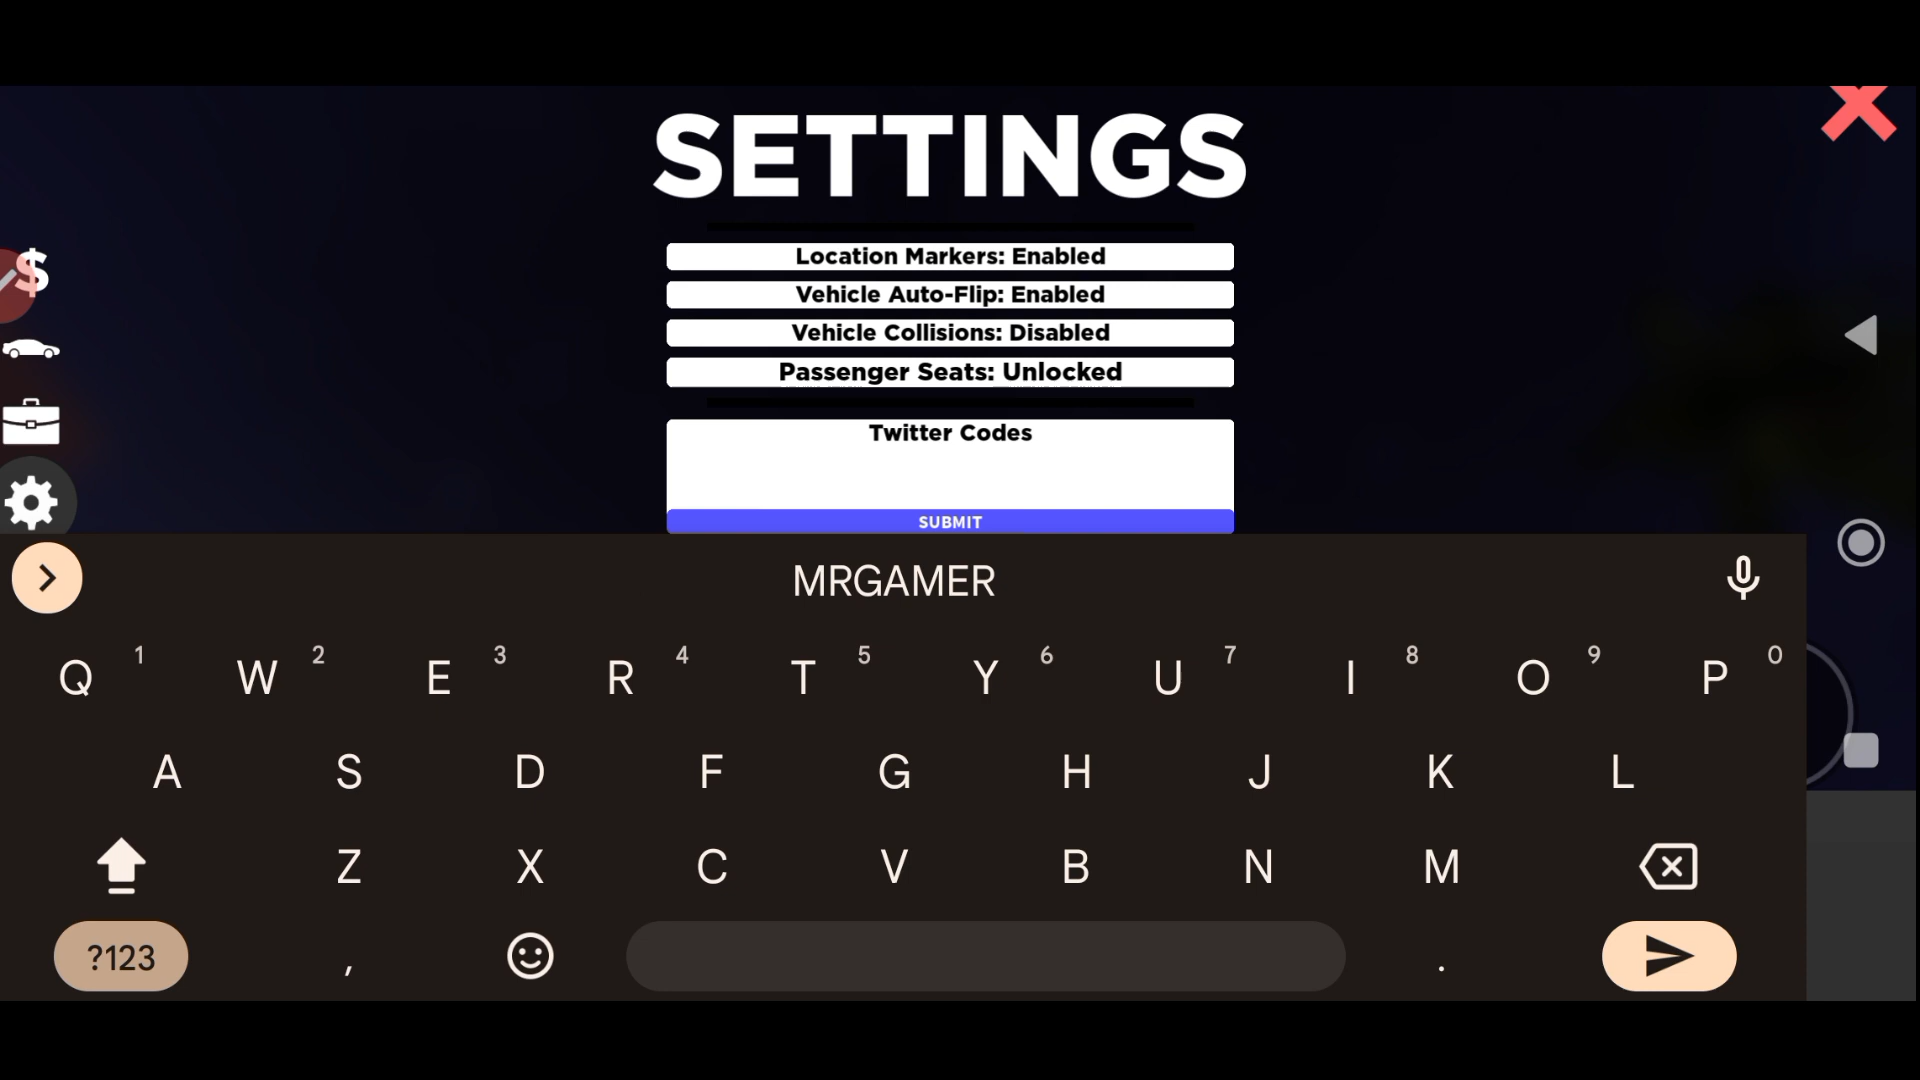 SETTINGS
$
Location Markers: Enabled
Vehicle Auto-Flip: Enabled
Vehicle Collisions: Disabled
Passenger Seats: Unlocked
Twitter Codes
SUBMIT
MRGAMER
Q 1 W 2 E 3 R 4 T 5 Y 6 U 7 I 8 O 9 P 0
A S D F G H J K L
Z X C V B N M
?123 , .